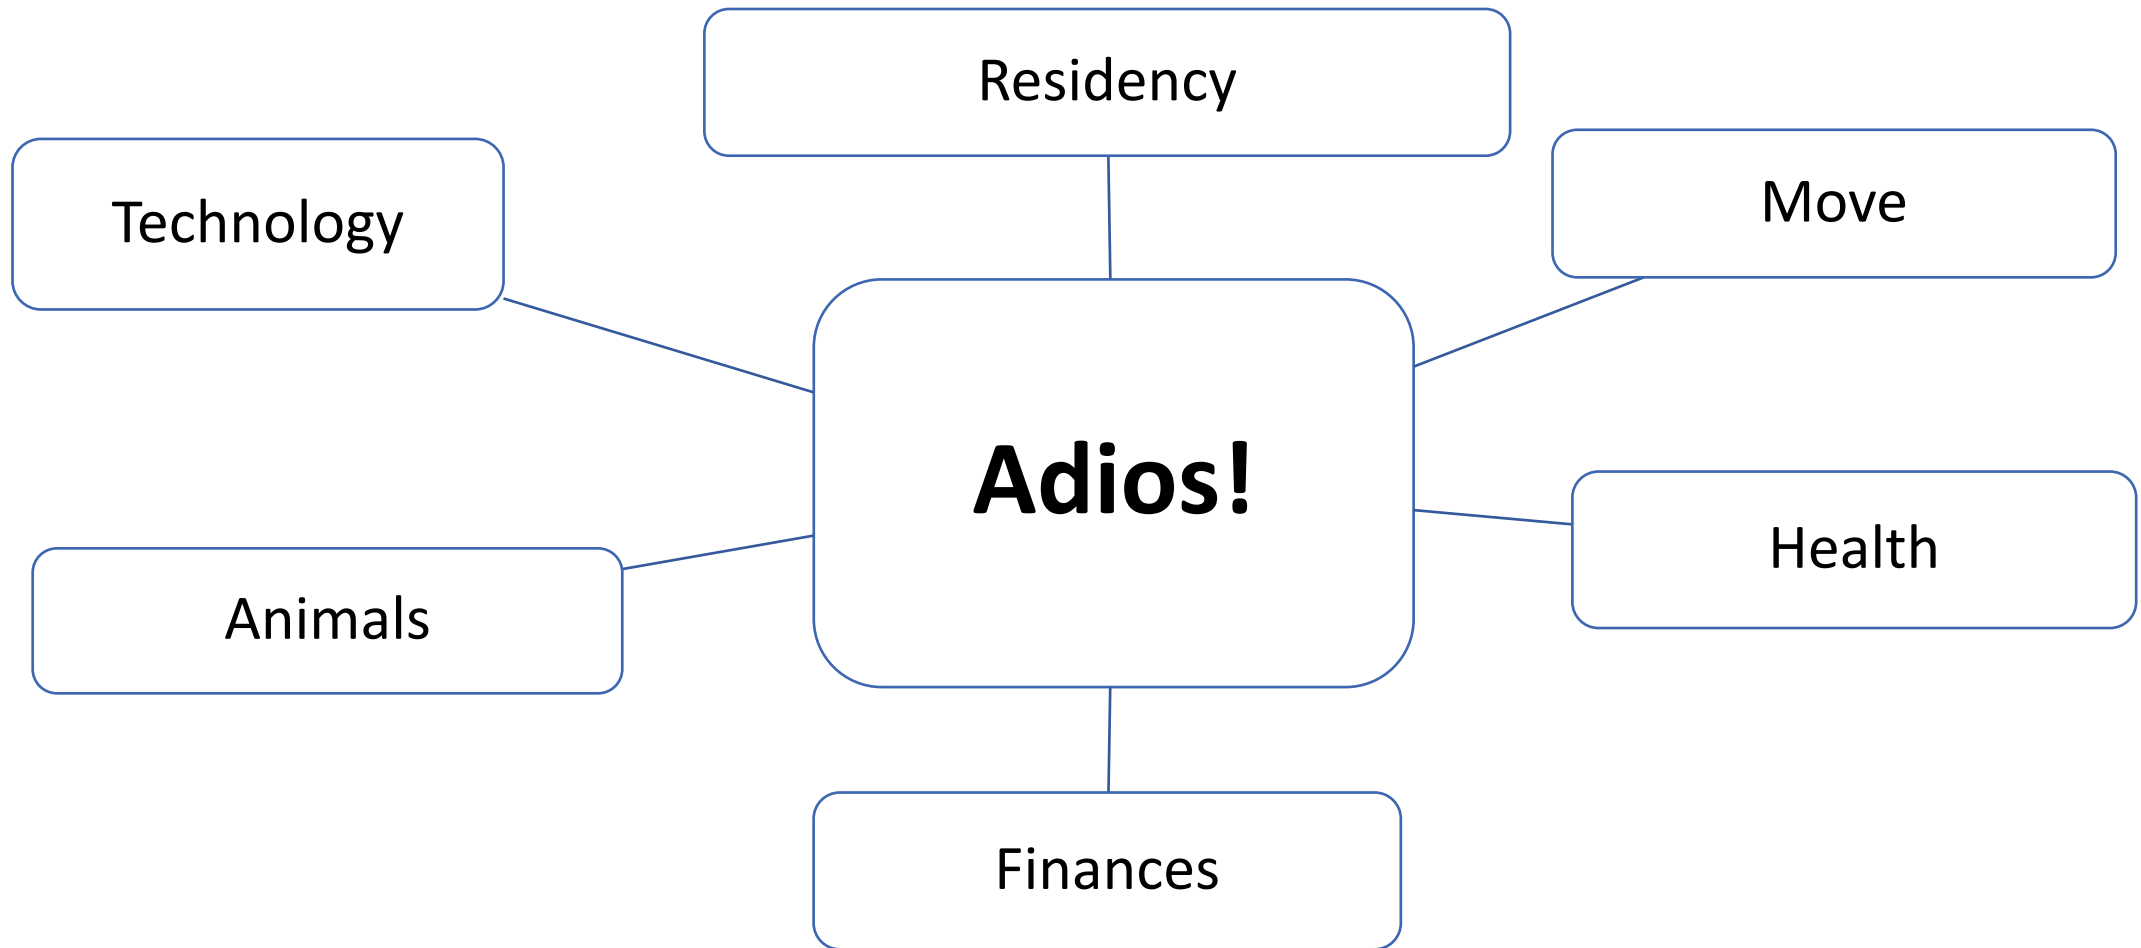 Residency
Technology
Move
Adios!
Health
Animals
Finances